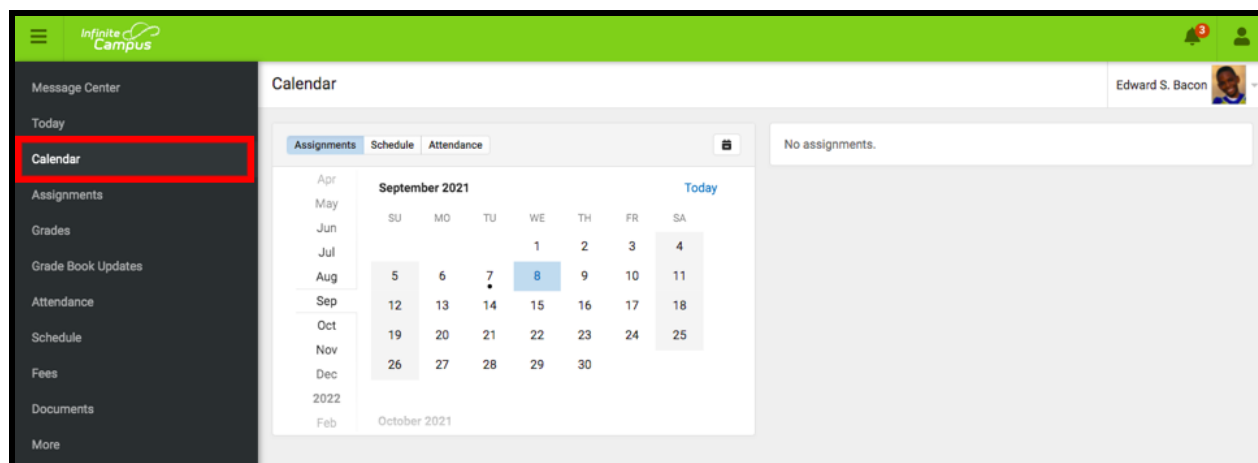 Infinite
Campus
3
Message Center
Today
Calendar
Assignments
Grades
Grade Book Updates
Attendance
Schedule
Fees
Documents
More
Calendar
Edward S. Bacon
Assignments Schedule Attendance
Apr
May
Jun
Jul
Aug
Sep
Oct
Nov
Dec
2022
Feb
September 2021 Today
SU MO TU WE TH FR SA
1 2 3 4
5 6 7 8 9 10 11
12 13 14 15 16 17 18
19 20 21 22 23 24 25
26 27 28 29 30
October 2021
No assignments.